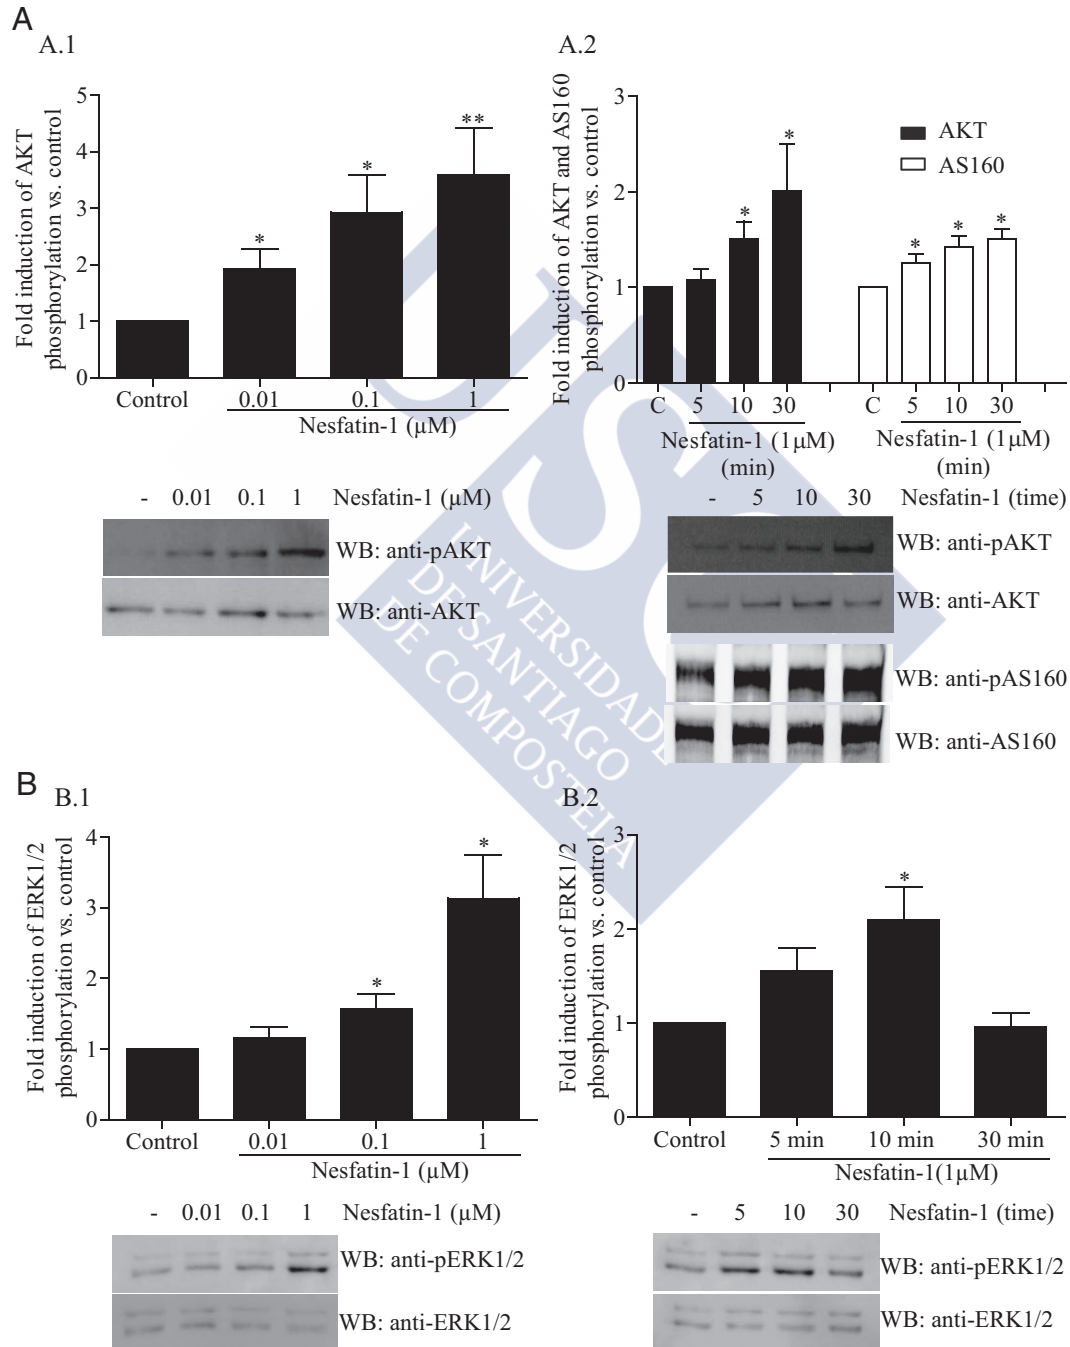 A
A.1
Fold induction of AKT
phosphorylation vs. control
5
4
3
2
1
0
*
*
**
Control
0.01
0.1
1
Nesfatin-1 (µM)
- 0.01 0.1 1 Nesfatin-1 (µM)
WB: anti-pAKT
WB: anti-AKT
A.2
Fold induction of AKT and AS160
phosphorylation vs. control
3
2
1
0
AKT
AS160
*
*
*
*
*
C 5 10 30 C 5 10 30
Nesfatin-1 (1µM)
(min)
Nesfatin-1 (1µM)
(min)
- 5 10 30 Nesfatin-1 (time)
WB: anti-pAKT
WB: anti-AKT
WB: anti-pAS160
WB: anti-AS160
USC
UNIVERSIDADE
DE SANTIAGO
DE COMPOSTELA
B
B.1
Fold induction of ERK1/2
phosphorylation vs. control
4
3
2
1
0
*
*
Control
0.01
0.1
1
Nesfatin-1 (µM)
- 0.01 0.1 1 Nesfatin-1 (µM)
WB: anti-pERK1/2
WB: anti-ERK1/2
B.2
Fold induction of ERK1/2
phosphorylation vs. control
3
2
1
0
*
Control
5 min
10 min
30 min
Nesfatin-1(1µM)
- 5 10 30 Nesfatin-1 (time)
WB: anti-pERK1/2
WB: anti-ERK1/2